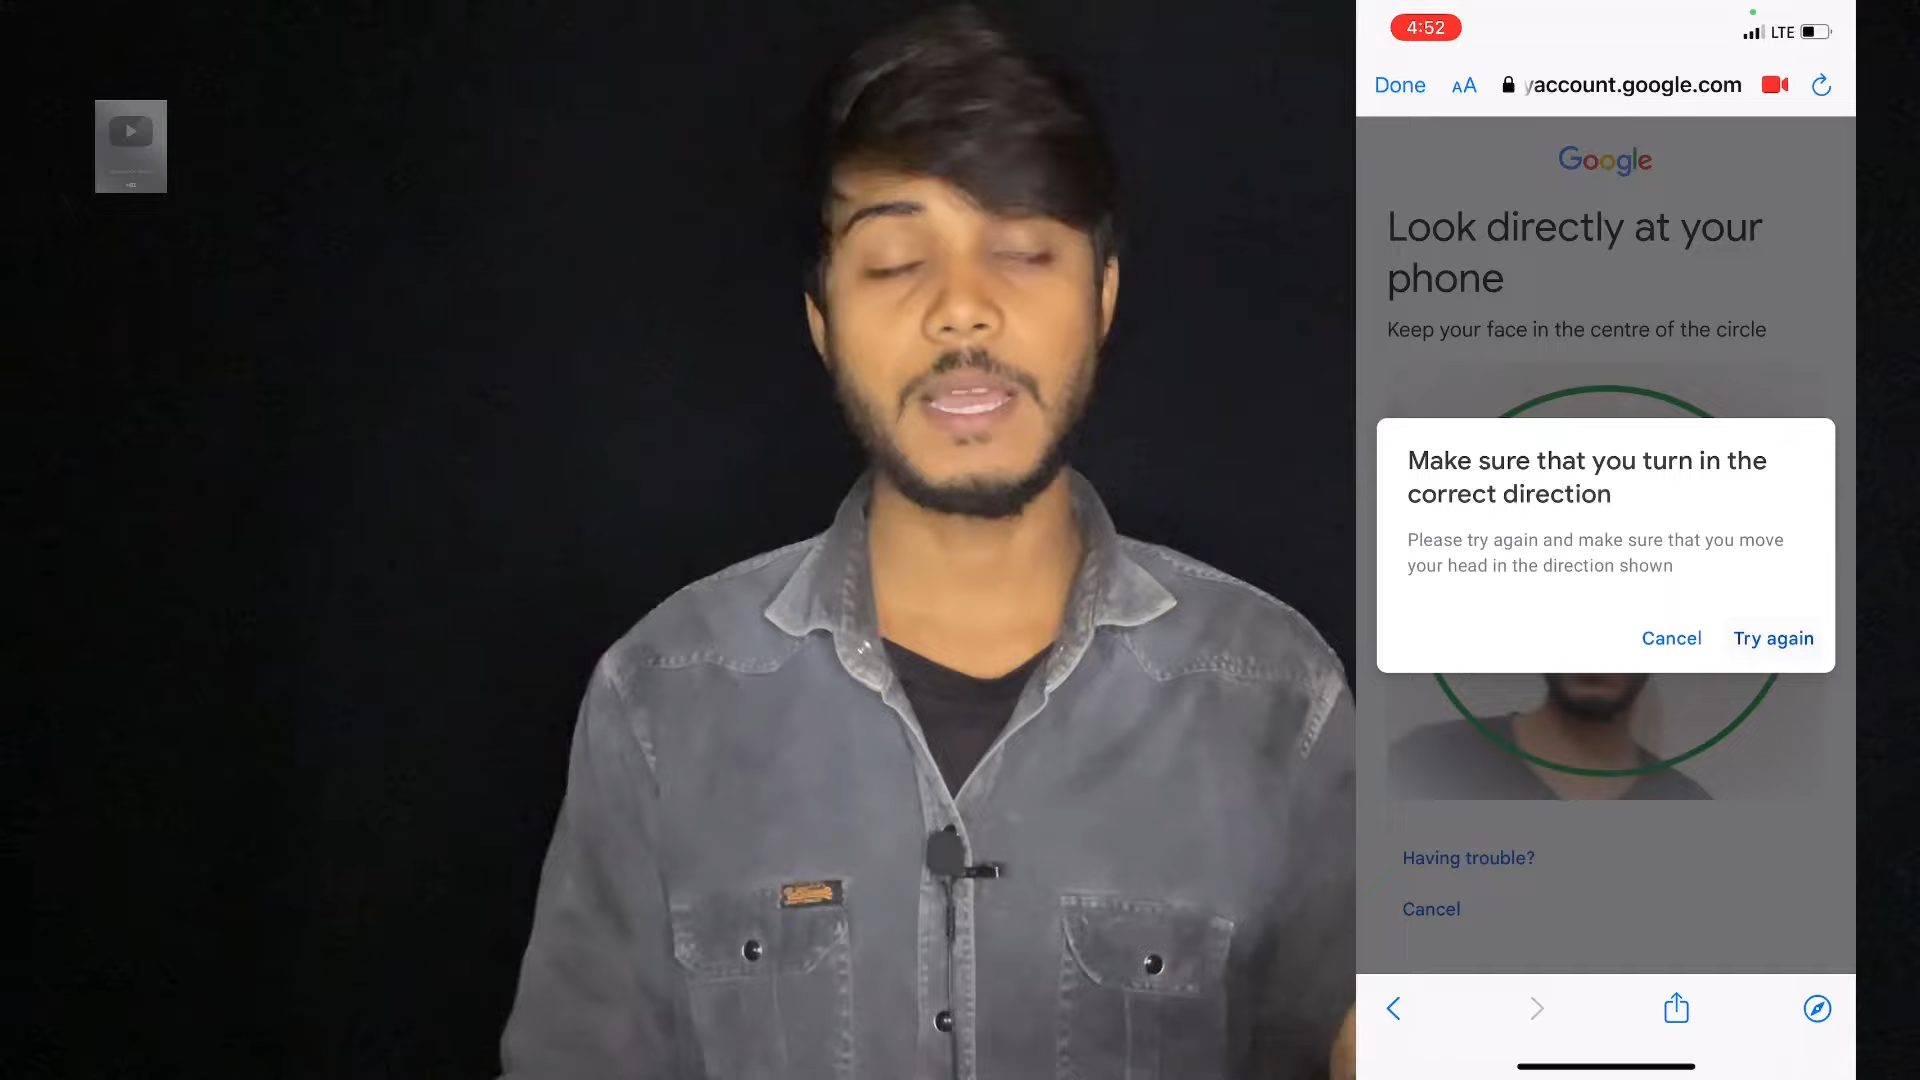 4:52
LTE
Done
AA
yaccount.google.com
Google
Look directly at your
phone
Keep your face in the centre of the circle
Make sure that you turn in the
correct direction
Please try again and make sure that you move
your head in the direction shown
Cancel
Try again
Having trouble?
Cancel